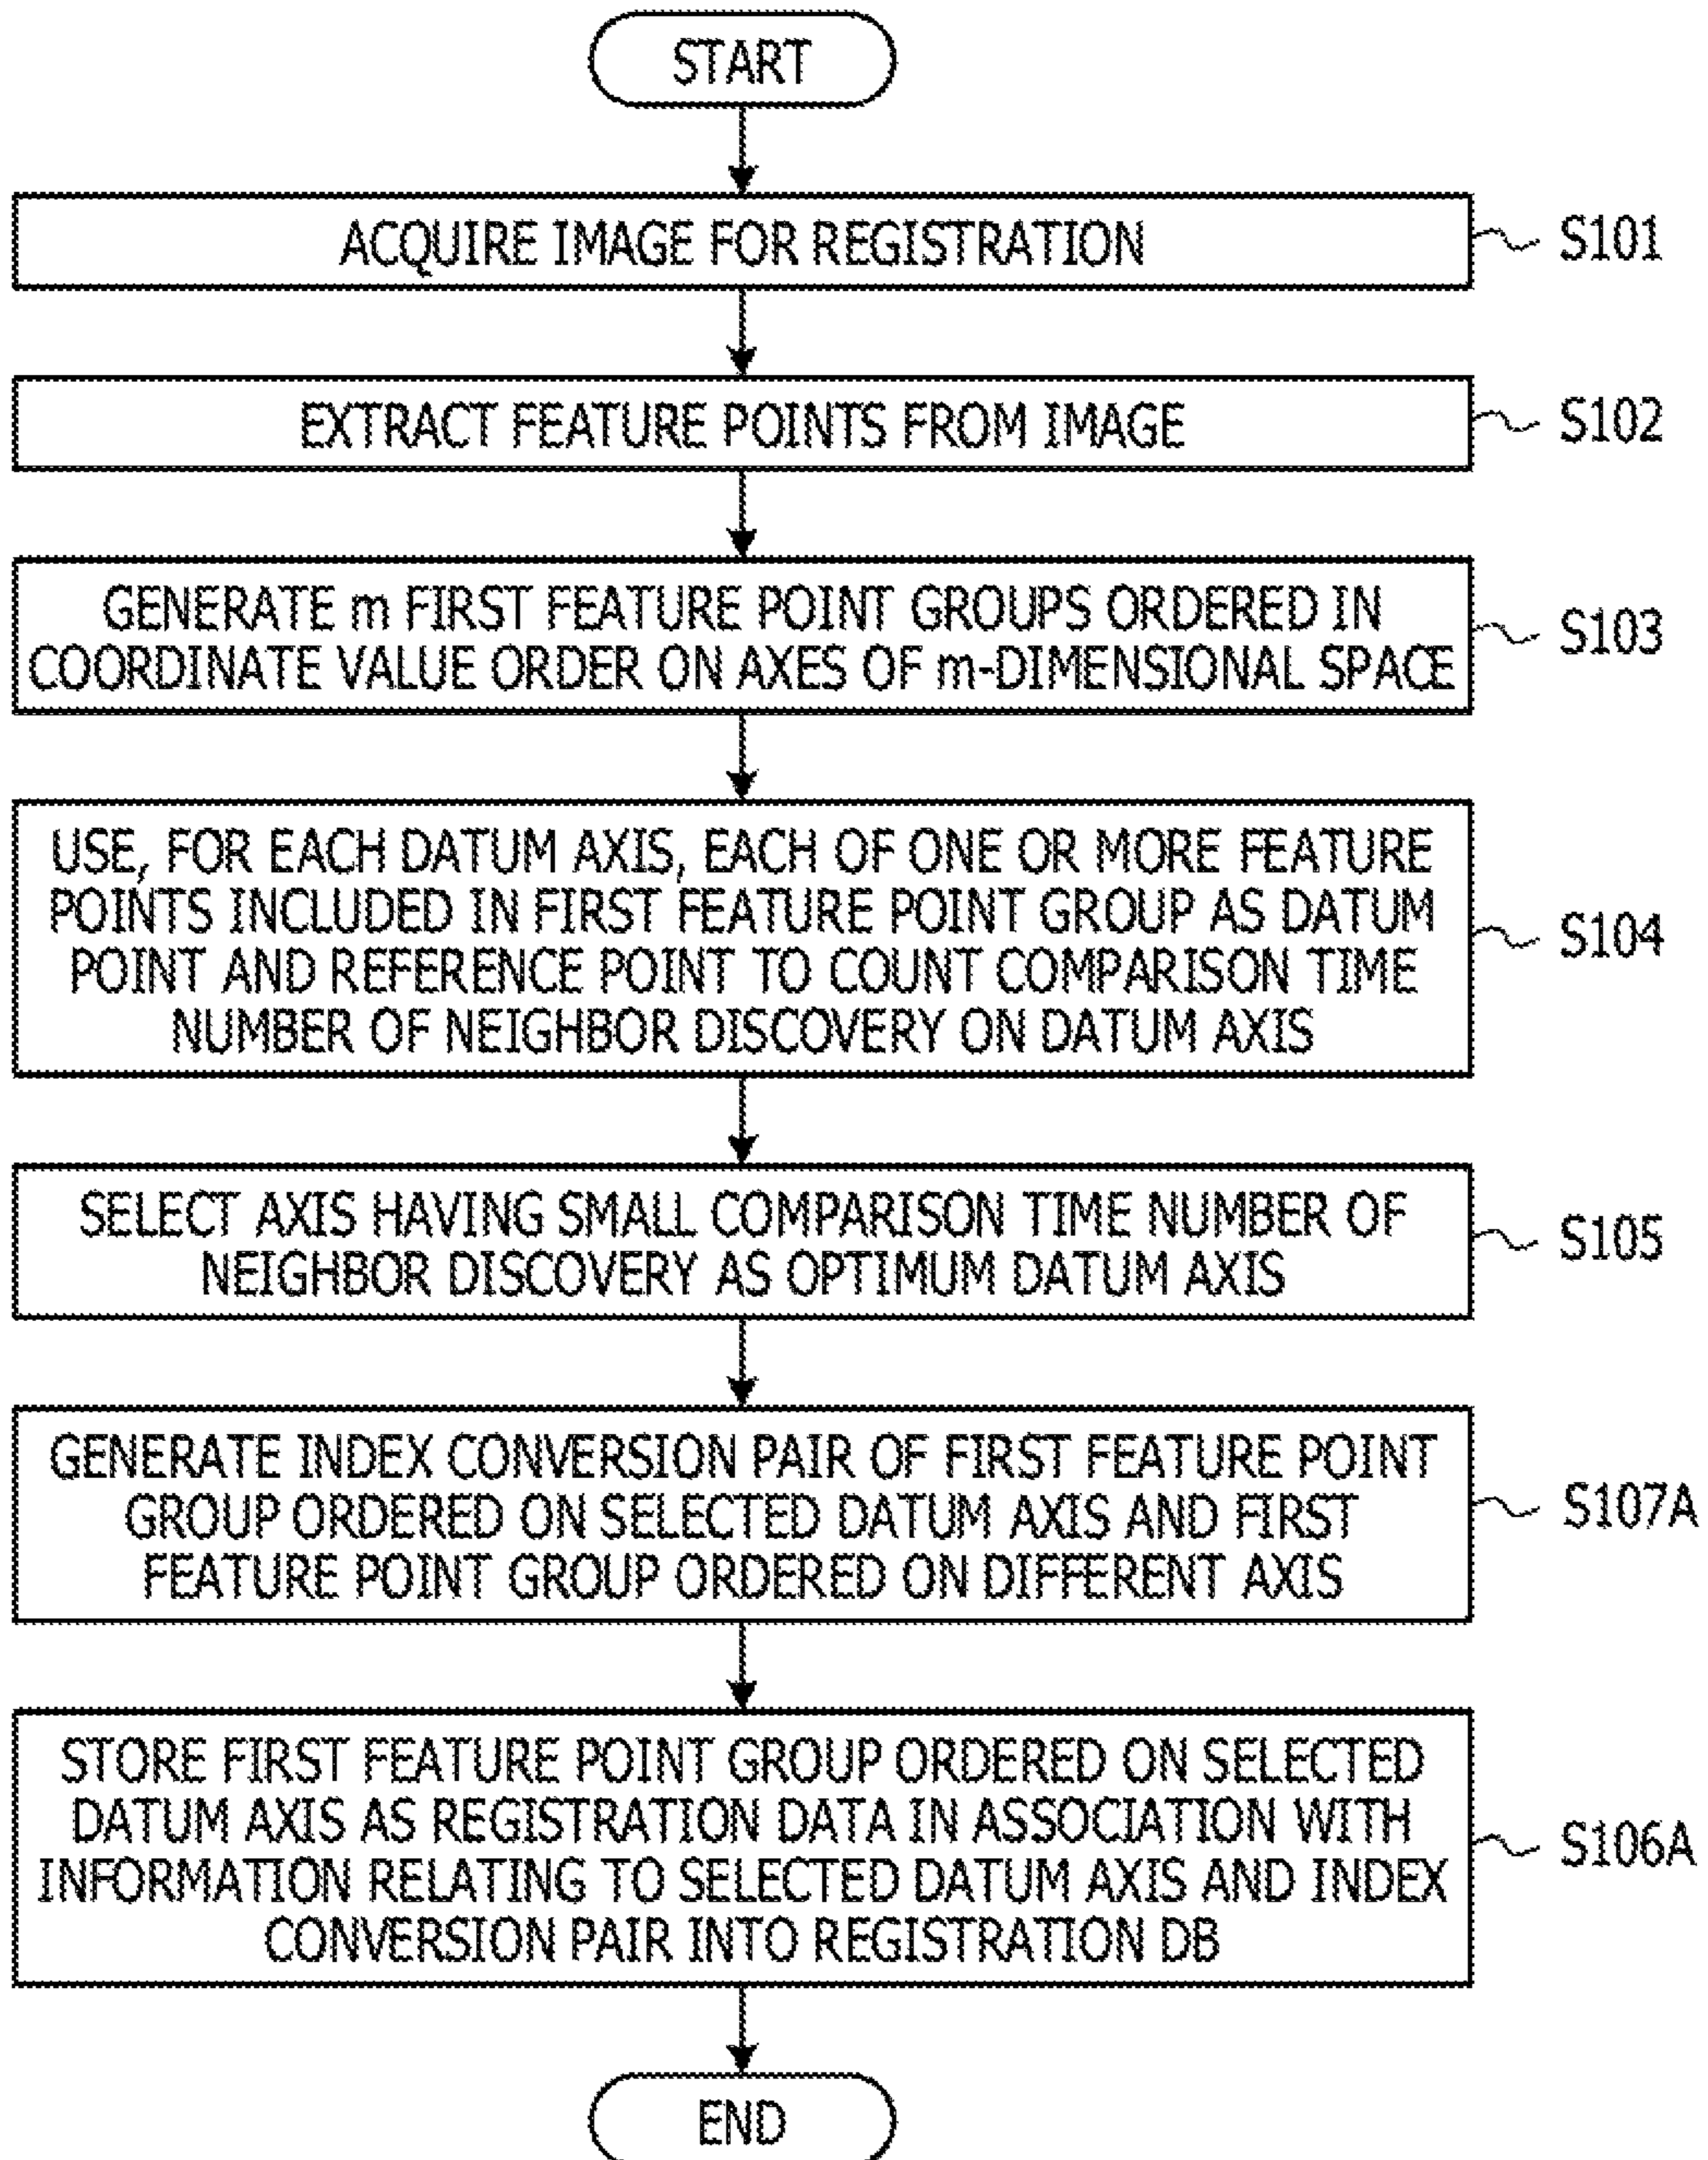 START
ACQUIRE IMAGE FOR REGISTRATION
S101
EXTRACT FEATURE POINTS FROM IMAGE
S102
GENERATE m FIRST FEATURE POINT GROUPS ORDERED IN
COORDINATE VALUE ORDER ON AXES OF m-DIMENSIONAL SPACE
S103
USE, FOR EACH DATUM AXIS, EACH OF ONE OR MORE FEATURE
POINTS INCLUDED IN FIRST FEATURE POINT GROUP AS DATUM
POINT AND REFERENCE POINT TO COUNT COMPARISON TIME
NUMBER OF NEIGHBOR DISCOVERY ON DATUM AXIS
S104
SELECT AXIS HAVING SMALL COMPARISON TIME NUMBER OF
NEIGHBOR DISCOVERY AS OPTIMUM DATUM AXIS
S105
GENERATE INDEX CONVERSION PAIR OF FIRST FEATURE POINT
GROUP ORDERED ON SELECTED DATUM AXIS AND FIRST
FEATURE POINT GROUP ORDERED ON DIFFERENT AXIS
S107A
STORE FIRST FEATURE POINT GROUP ORDERED ON SELECTED
DATUM AXIS AS REGISTRATION DATA IN ASSOCIATION WITH
INFORMATION RELATING TO SELECTED DATUM AXIS AND INDEX
CONVERSION PAIR INTO REGISTRATION DB
S106A
END